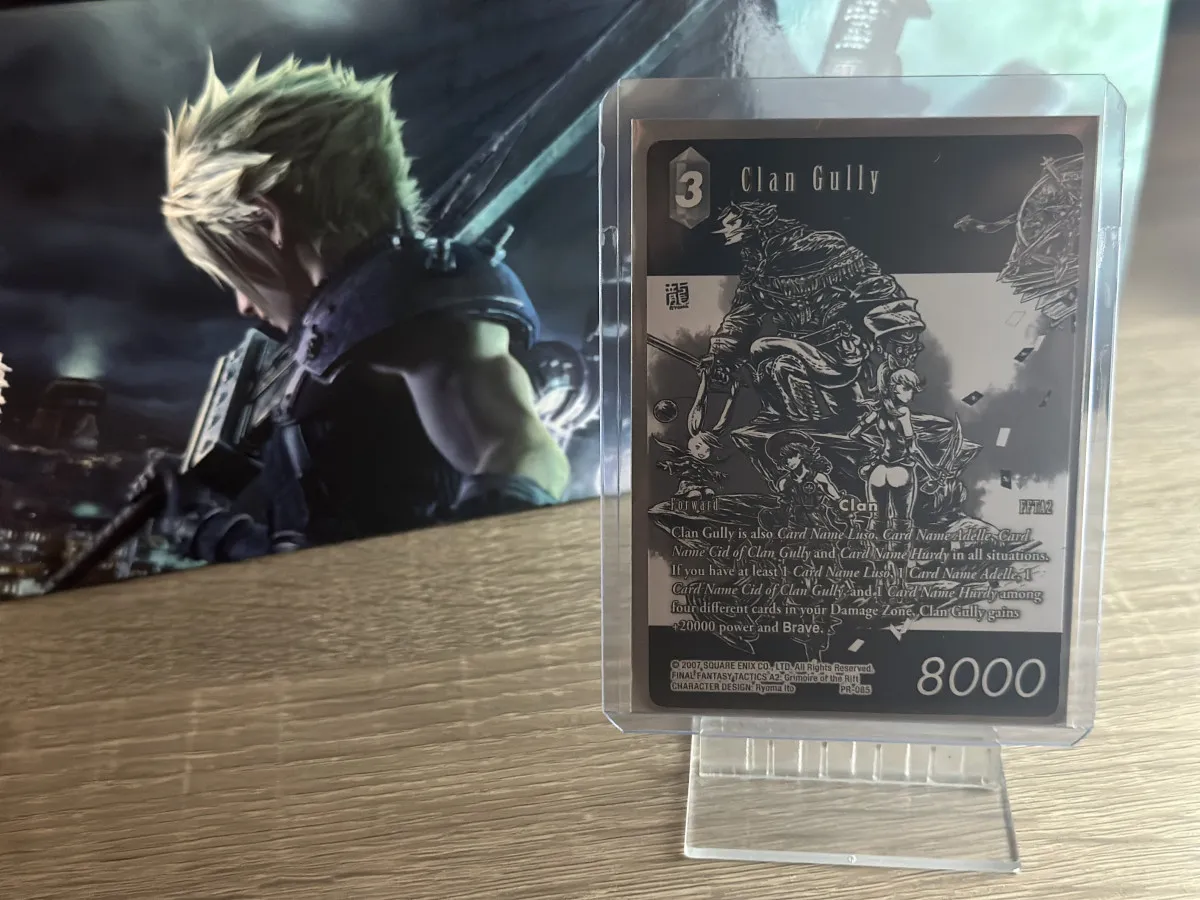 3
Clan Gully
龍
Forward
Clan
FFTA2
Clan Gully is also Card Name Luso, Card Name Adelle, Card
Name Cid of Clan Gully and Card Name Hurdy in all situations.
If you have at least 1 Card Name Luso, 1 Card Name Adelle, 1
Card Name Cid of Clan Gully, and 1 Card Name Hurdy among
four different cards in your Damage Zone, Clan Gully gains
+20000 power and Brave.
© 2007 SQUARE ENIX CO., LTD. All Rights Reserved.
FINAL FANTASY TACTICS A2: Grimoire of the Rift
CHARACTER DESIGN: Ryoma Ito
PR-085
8000